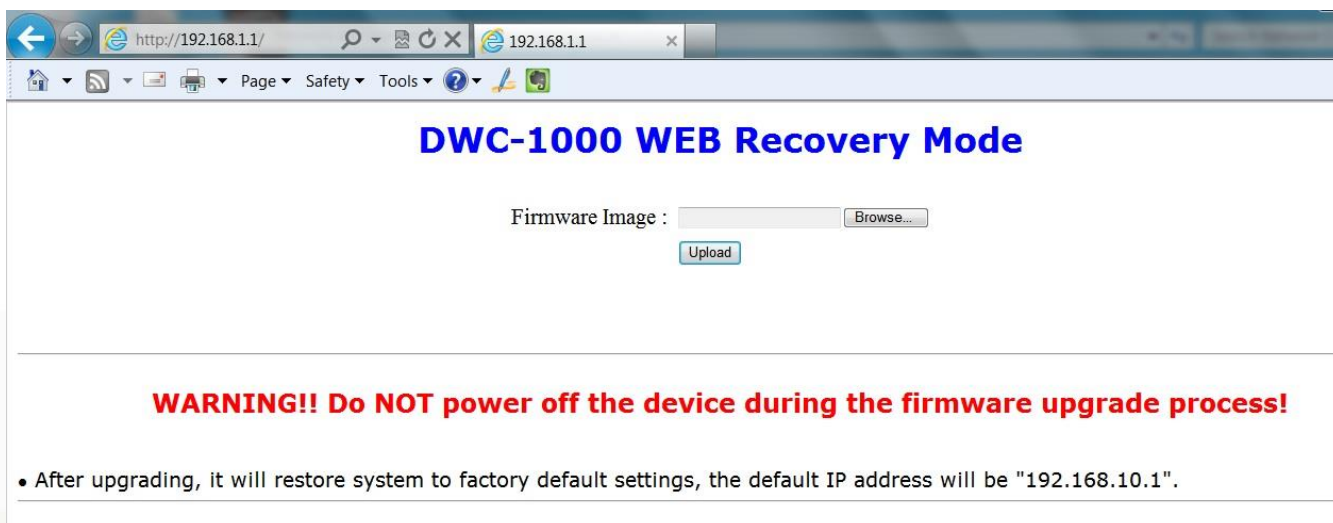 http://192.168.1.1/ 192.168.1.1
Page Safety Tools
DWC-1000 WEB Recovery Mode
Firmware Image : Browse...
Upload
WARNING!! Do NOT power off the device during the firmware upgrade process!
• After upgrading, it will restore system to factory default settings, the default IP address will be "192.168.10.1".